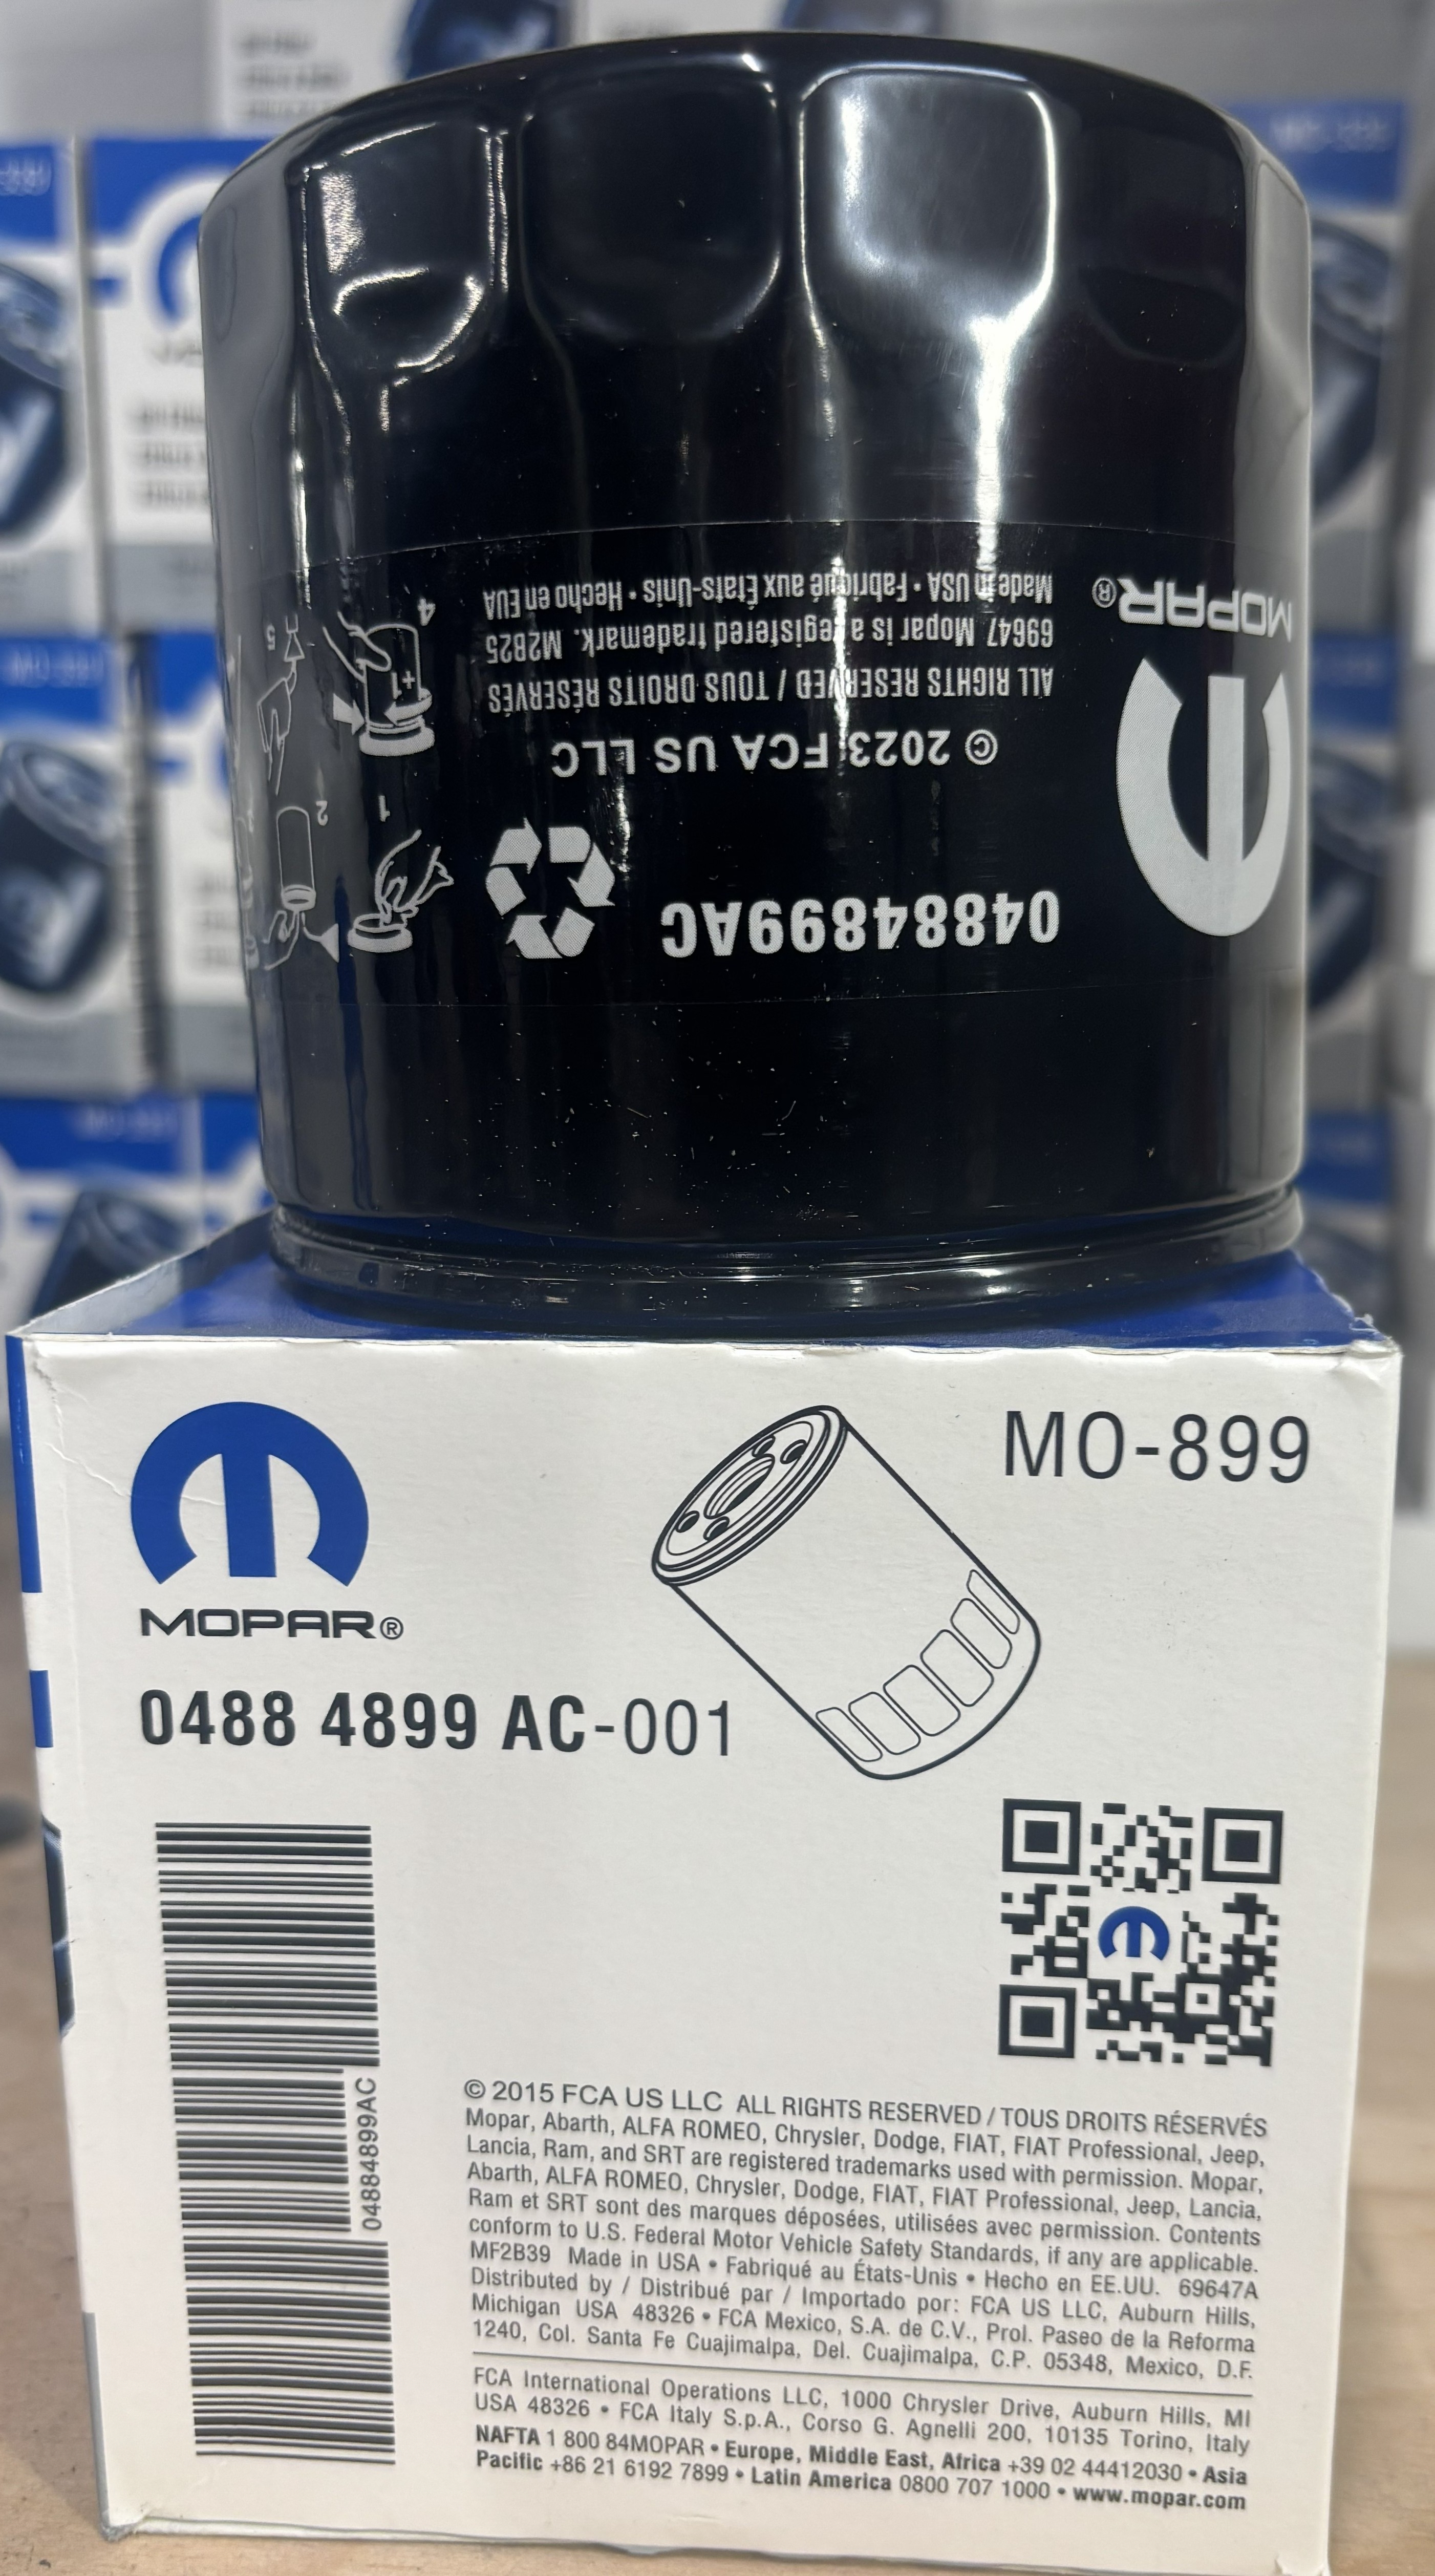 Made in USA • Fabriqué aux États-Unis • Hecho en EUA
69647 Mopar is a registered trademark. M2B25
ALL RIGHTS RESERVED / TOUS DROITS RÉSERVÉS
© 2023 FCA US LLC
04884899AC
MOPAR®
4
+1
5
1
2
MO-899
MOPAR®
0488 4899 AC-001
04884899AC
© 2015 FCA US LLC ALL RIGHTS RESERVED / TOUS DROITS RÉSERVÉS
Mopar, Abarth, ALFA ROMEO, Chrysler, Dodge, FIAT, FIAT Professional, Jeep,
Lancia, Ram, and SRT are registered trademarks used with permission. Mopar,
Abarth, ALFA ROMEO, Chrysler, Dodge, FIAT, FIAT Professional, Jeep, Lancia,
Ram et SRT sont des marques déposées, utilisées avec permission. Contents
conform to U.S. Federal Motor Vehicle Safety Standards, if any are applicable.
MF2B39 Made in USA • Fabriqué au États-Unis • Hecho en EE.UU. 69647A
Distributed by / Distribué par / Importado por: FCA US LLC, Auburn Hills,
Michigan USA 48326 • FCA Mexico, S.A. de C.V., Prol. Paseo de la Reforma
1240, Col. Santa Fe Cuajimalpa, Del. Cuajimalpa, C.P. 05348, Mexico, D.F.
FCA International Operations LLC, 1000 Chrysler Drive, Auburn Hills, MI
USA 48326 • FCA Italy S.p.A., Corso G. Agnelli 200, 10135 Torino, Italy
NAFTA 1 800 84MOPAR • Europe, Middle East, Africa +39 02 44412030 • Asia
Pacific +86 21 6192 7899 • Latin America 0800 707 1000 • www.mopar.com